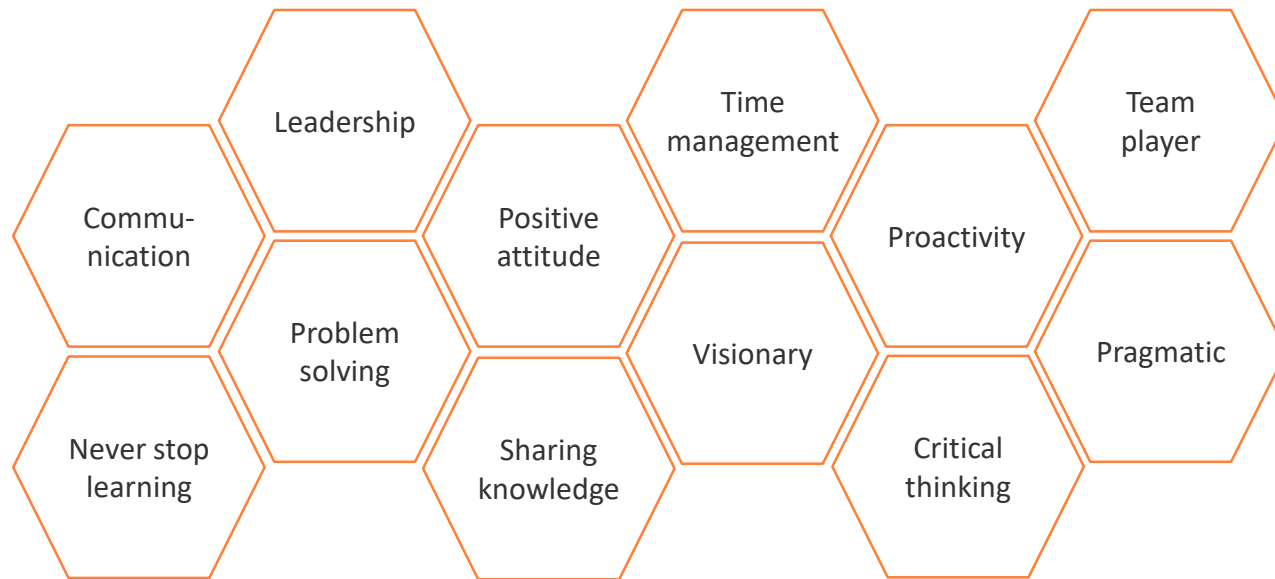 Leadership
Time
management
Team
player
Commu-
nication
Positive
attitude
Proactivity
Problem
solving
Visionary
Pragmatic
Never stop
learning
Sharing
knowledge
Critical
thinking